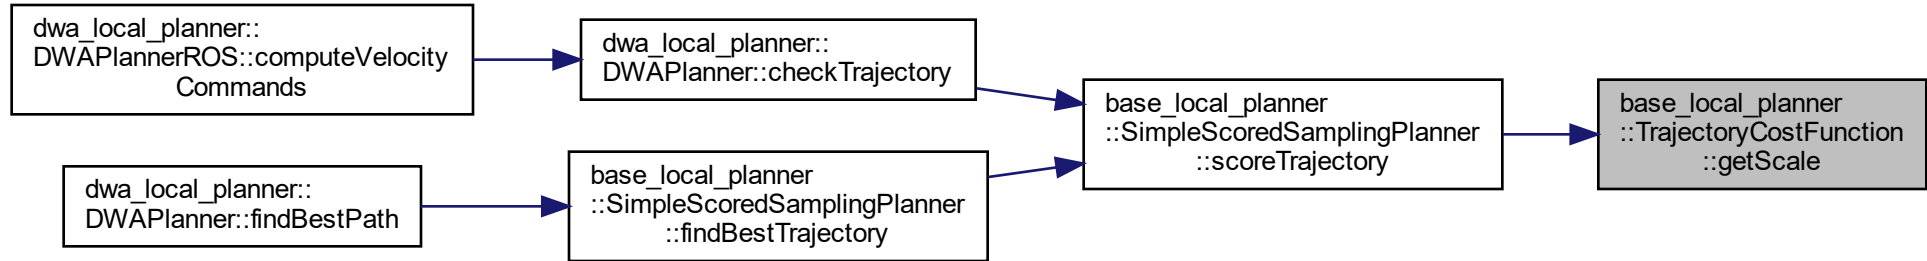 dwa_local_planner::
DWAPlannerROS::computeVelocity
Commands
dwa_local_planner::
DWAPlanner::checkTrajectory
base_local_planner
::SimpleScoredSamplingPlanner
::scoreTrajectory
base_local_planner
::TrajectoryCostFunction
::getScale
dwa_local_planner::
DWAPlanner::findBestPath
base_local_planner
::SimpleScoredSamplingPlanner
::findBestTrajectory